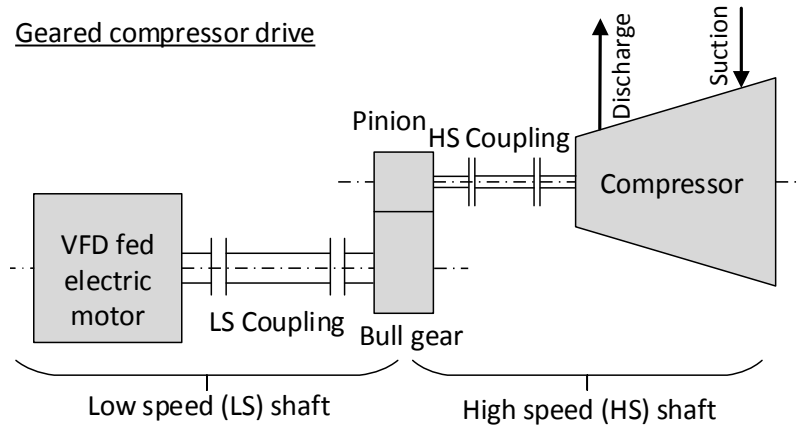 Geared compressor drive
Discharge
Suction
Pinion
HS Coupling
Compressor
VFD fed
electric
motor
LS Coupling
Bull gear
Low speed (LS) shaft
High speed (HS) shaft